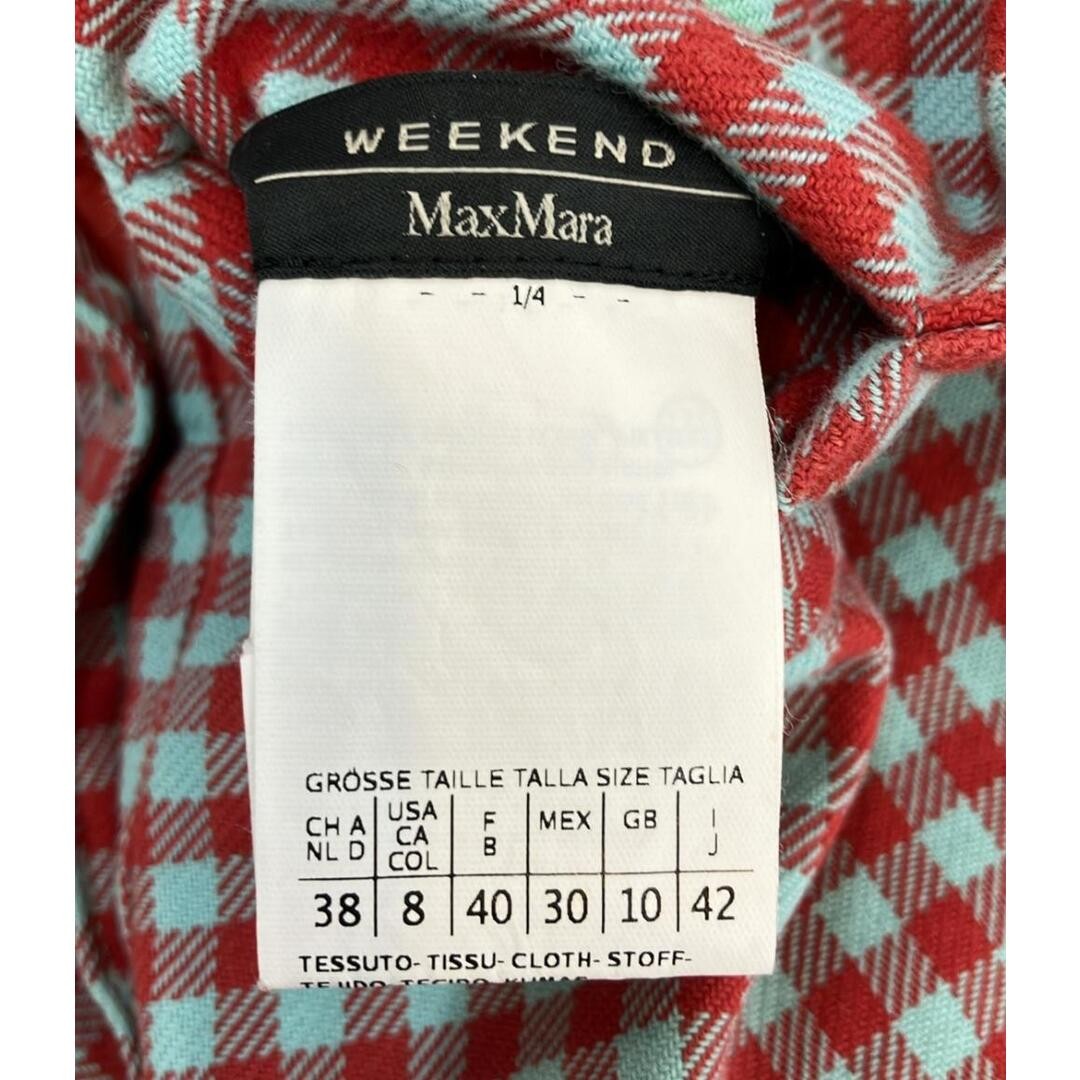 WEEKEND
MaxMara
- - 1/4 - -
GRÖSSE TAILLE TALLA SIZE TAGLIA
CH A NL D USA CA COL F B MEX GB I J
38 8 40 30 10 42
TESSUTO- TISSU- CLOTH- STOFF-